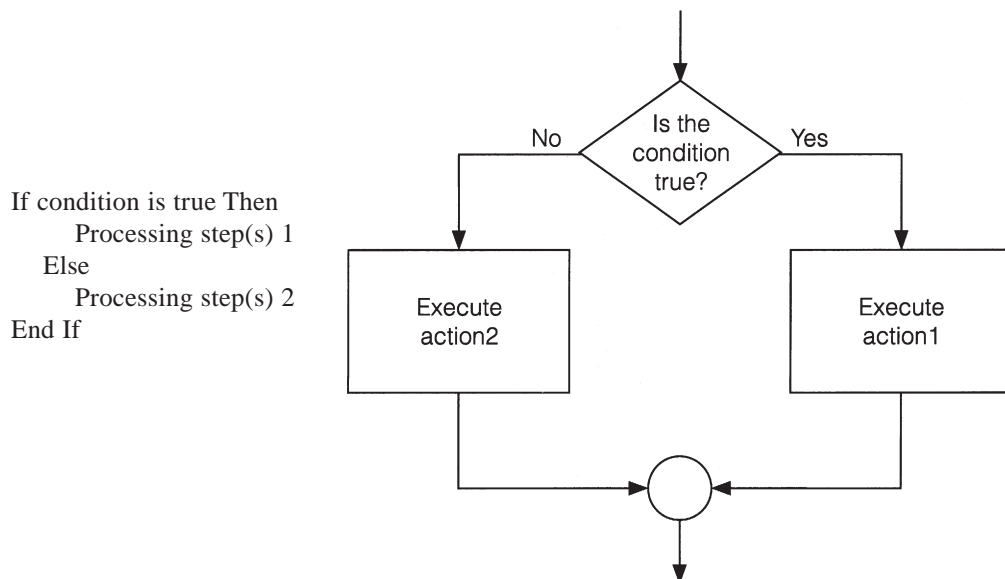 If condition is true Then
Processing step(s) 1
Else
Processing step(s) 2
End If
Is the
condition
true?
No
Yes
Execute
action2
Execute
action1